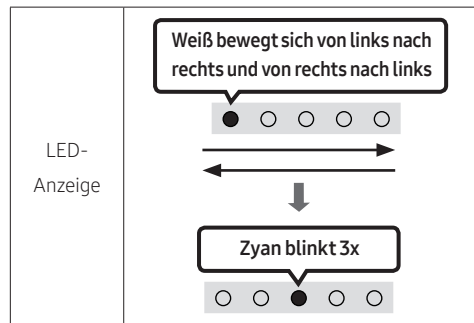 LED-
Anzeige
Weiß bewegt sich von links nach
rechts und von rechts nach links
Zyan blinkt 3x